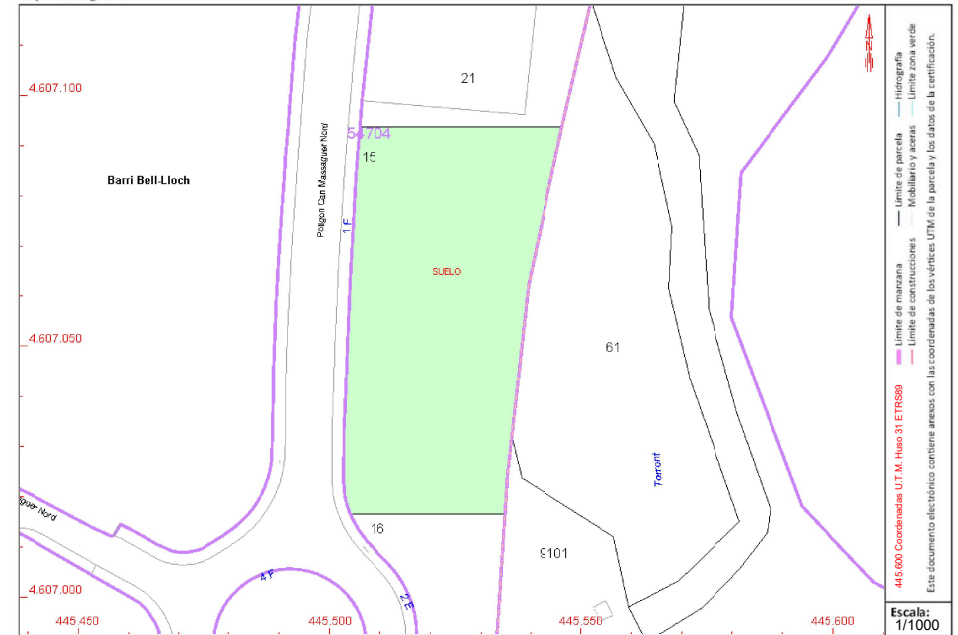 21
4.607.100
54704
15
Poligon Can Massaguer Nord
Barri Bell-Lloch
1 F
SUELO
4.607.050
61
Torrent
16
9101
4.607.000
4 F
2 E
445.450
445.500
445.550
445.600
N
445.600 Coordenadas U.T.M. Huso 31 ETRS89
Límite de manzana
Límite de parcela
Hidrografía
Límite de construcciones
Mobiliario y aceras
Límite zona verde
Este documento electrónico contiene anexos con las coordenadas de los vértices UTM de la parcela y los datos de la certificación.
Escala:
1/1000